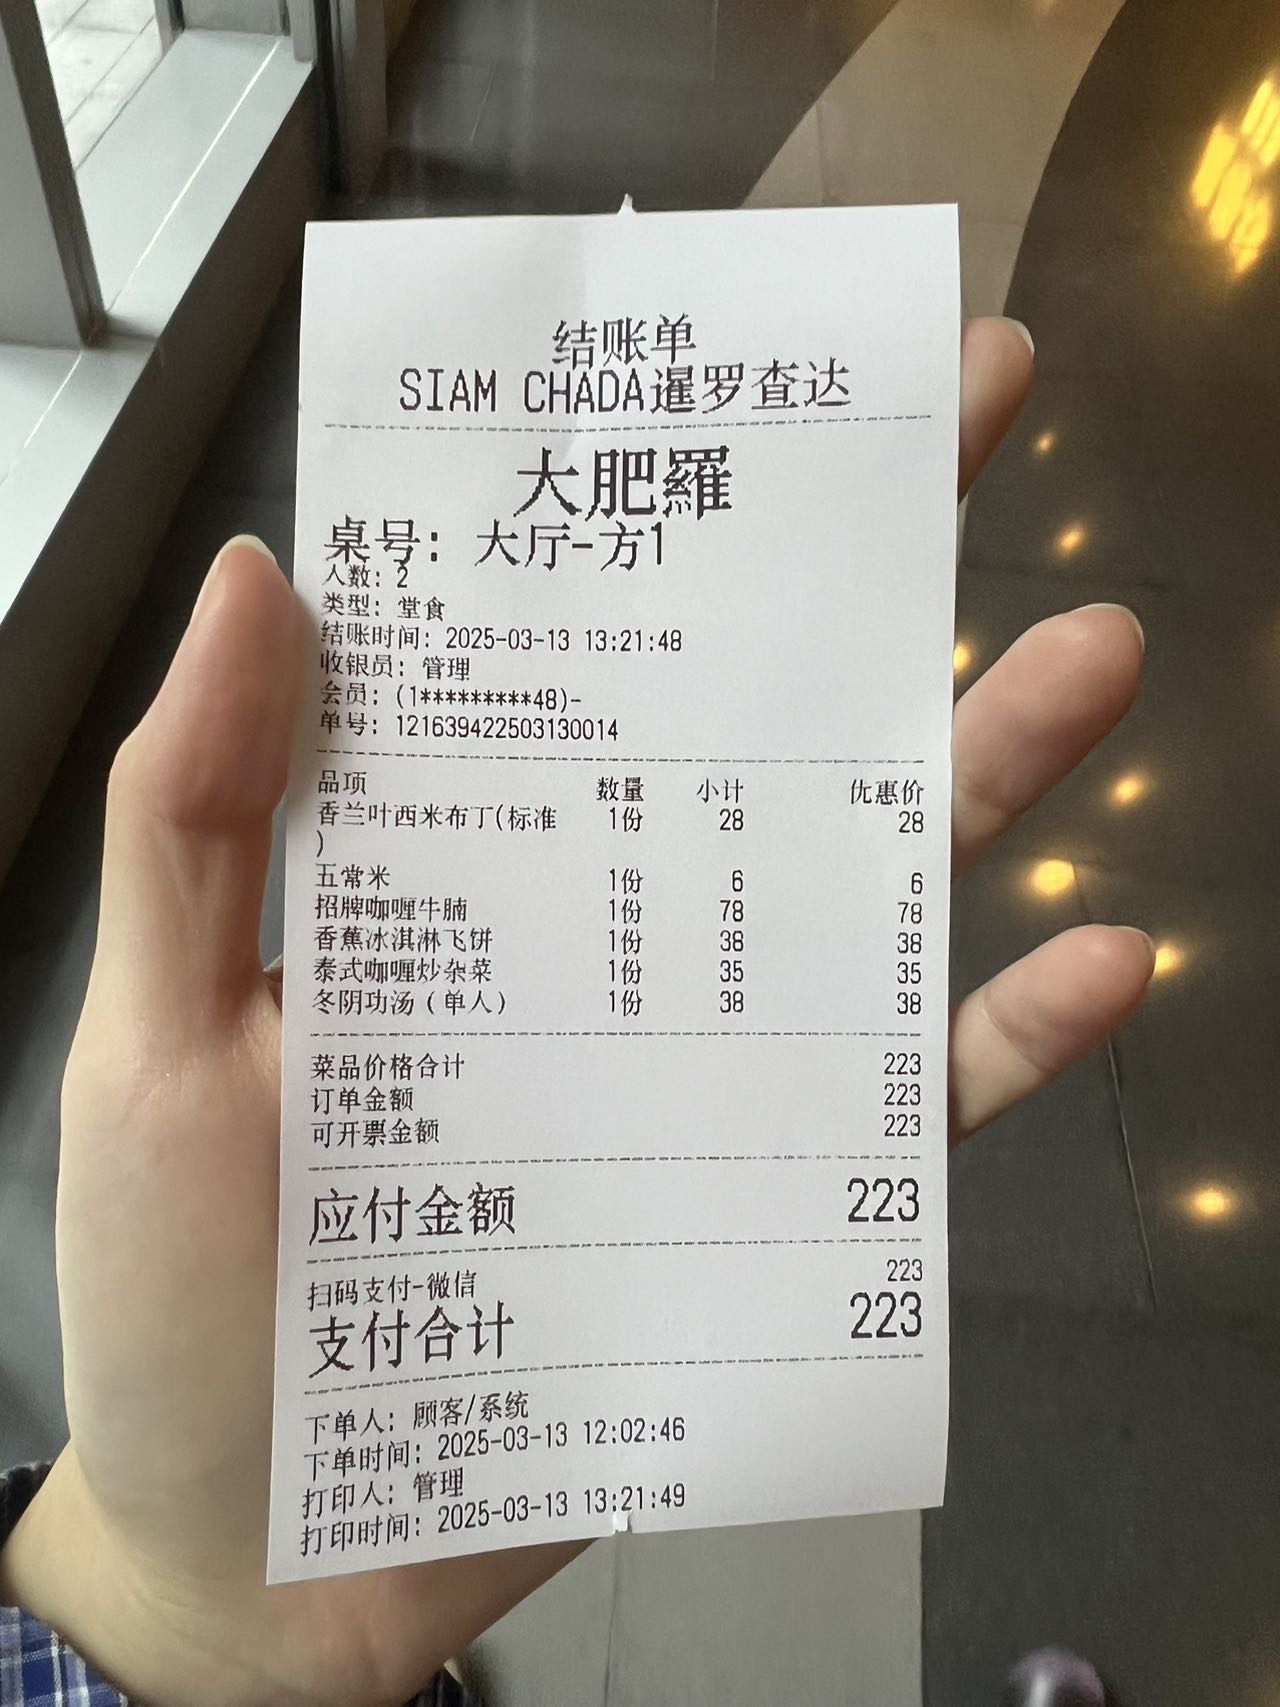 结账单
SIAM CHADA暹罗查达
大肥羅
桌号: 大厅-方1
人数: 2
类型: 堂食
结账时间: 2025-03-13 13:21:48
收银员: 管理
会员: (1*********48)-
单号: 121639422503130014
品项 数量 小计 优惠价
香兰叶西米布丁(标准 1份 28 28
)
五常米 1份 6 6
招牌咖喱牛腩 1份 78 78
香蕉冰淇淋飞饼 1份 38 38
泰式咖喱炒杂菜 1份 35 35
冬阴功汤（单人） 1份 38 38
菜品价格合计 223
订单金额 223
可开票金额 223
应付金额 223
扫码支付-微信 223
支付合计 223
下单人: 顾客/系统
下单时间: 2025-03-13 12:02:46
打印人: 管理
打印时间: 2025-03-13 13:21:49